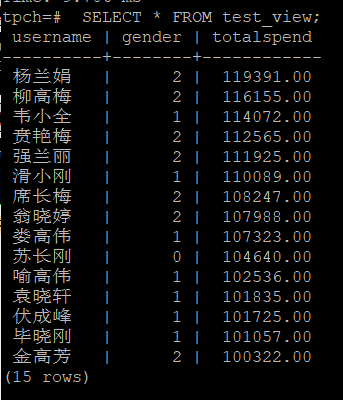 tpch=#  SELECT * FROM test_view;
 username | gender | totalspend
----------+--------+------------
 杨兰娟   |      2 |  119391.00
 柳高梅   |      2 |  116155.00
 韦小全   |      1 |  114072.00
 贲艳梅   |      2 |  112565.00
 强兰丽   |      2 |  111925.00
 滑小刚   |      1 |  110089.00
 席长梅   |      2 |  108247.00
 翁晓婷   |      2 |  107988.00
 娄高伟   |      1 |  107323.00
 苏长刚   |      0 |  104640.00
 喻高伟   |      1 |  102536.00
 袁晓轩   |      1 |  101835.00
 伏成峰   |      1 |  101725.00
 毕晓刚   |      1 |  101057.00
 金高芳   |      2 |  100322.00
(15 rows)